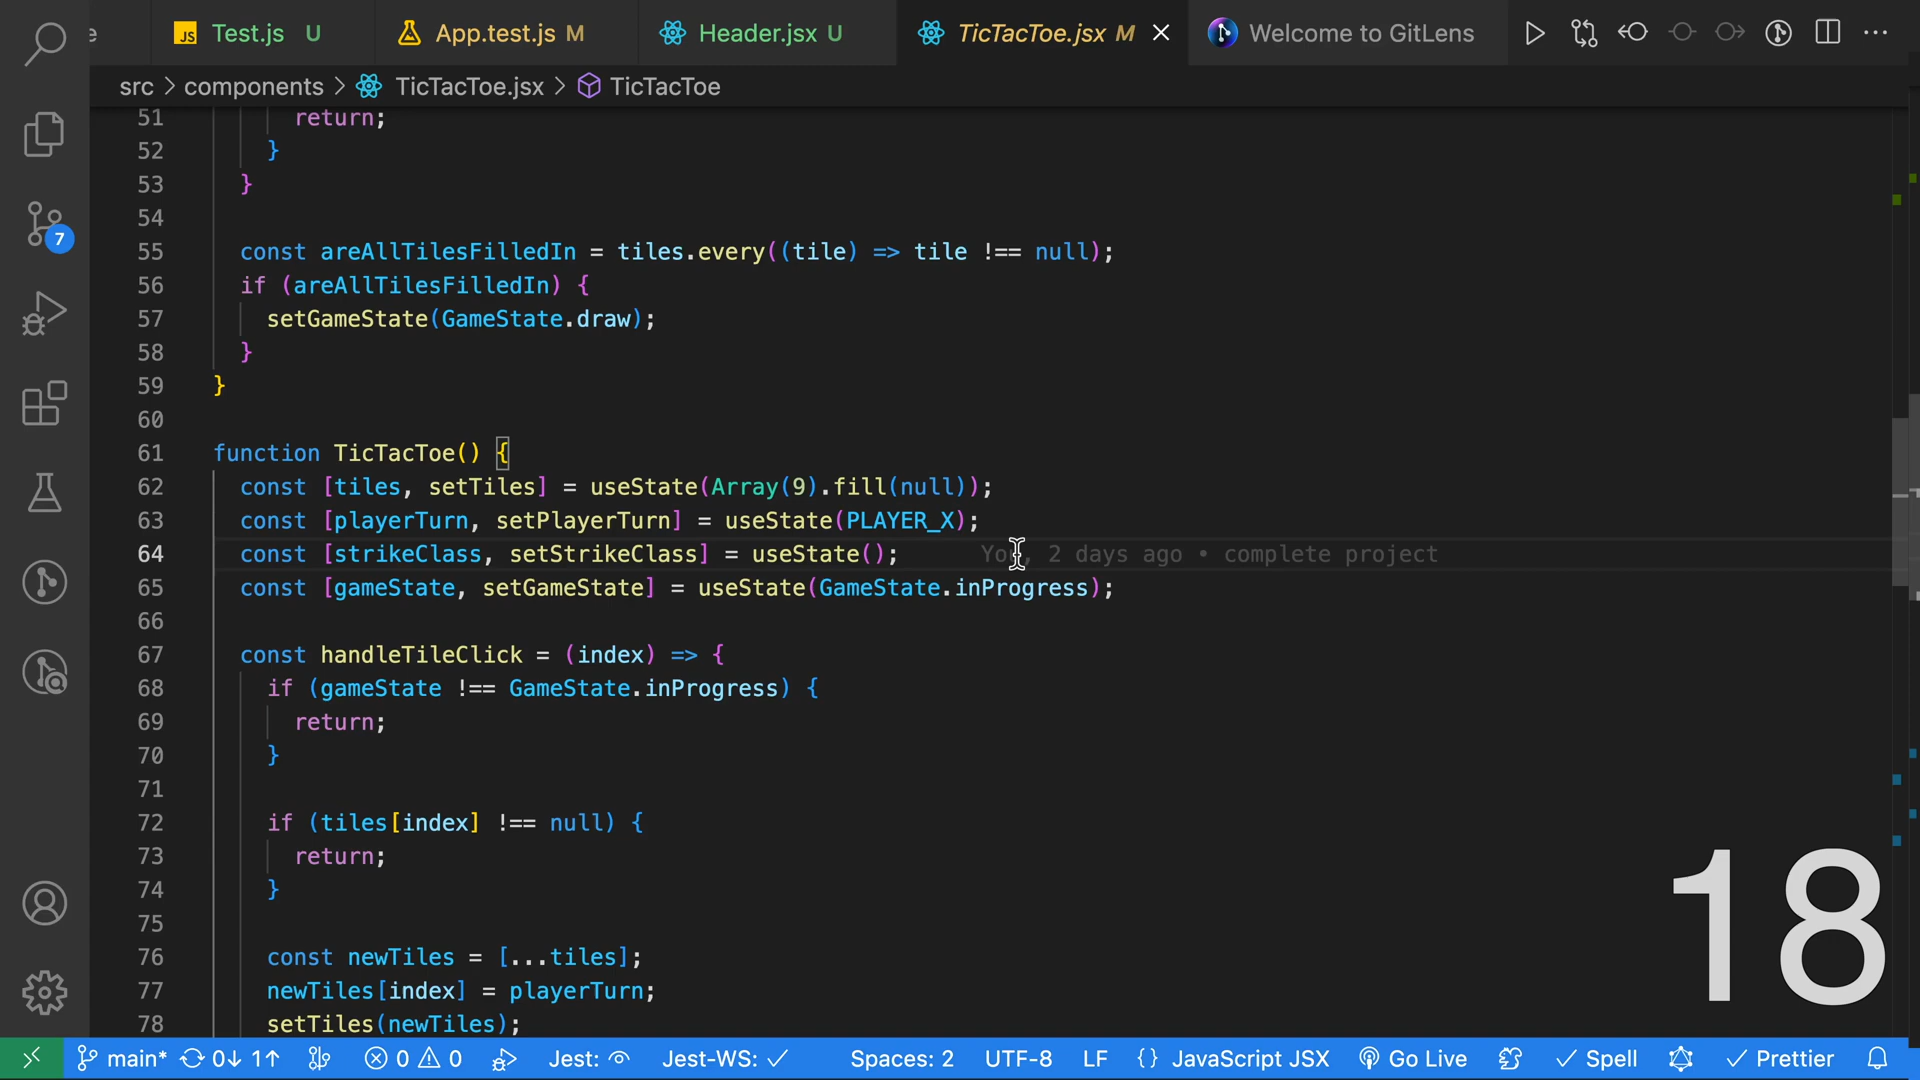 e
JS Test.js U
App.test.js M
Header.jsx U
TicTacToe.jsx M
Welcome to GitLens
src > components > TicTacToe.jsx > TicTacToe
7
51 return;
52 }
53 }
54
55 const areAllTilesFilledIn = tiles.every((tile) => tile !== null);
56 if (areAllTilesFilledIn) {
57 setGameState(GameState.draw);
58 }
59 }
60
61 function TicTacToe() {
62 const [tiles, setTiles] = useState(Array(9).fill(null));
63 const [playerTurn, setPlayerTurn] = useState(PLAYER_X);
64 const [strikeClass, setStrikeClass] = useState(); You, 2 days ago • complete project
65 const [gameState, setGameState] = useState(GameState.inProgress);
66
67 const handleTileClick = (index) => {
68 if (gameState !== GameState.inProgress) {
69 return;
70 }
71
72 if (tiles[index] !== null) {
73 return;
74 }
75
76 const newTiles = [...tiles];
77 newTiles[index] = playerTurn;
78 setTiles(newTiles);
18
main* 0↓ 1↑ 0 0 Jest: Jest-WS: ✓ Spaces: 2 UTF-8 LF {} JavaScript JSX Go Live ✓ Spell ✓ Prettier